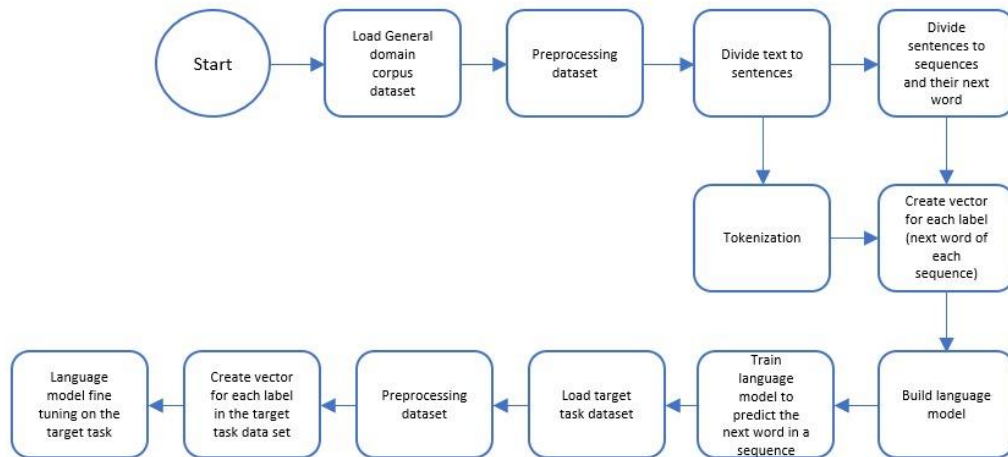 Start
Load General
domain
corpus
dataset
Preprocessing
dataset
Divide text to
sentences
Divide
sentences to
sequences
and their next
word
Tokenization
Create vector
for each label
(next word of
each
sequence)
Build language
model
Train
language
model to
predict the
next word in a
sequence
Load target
task dataset
Preprocessing
dataset
Create vector
for each label
in the target
task data set
Language
model fine
tuning on the
target task